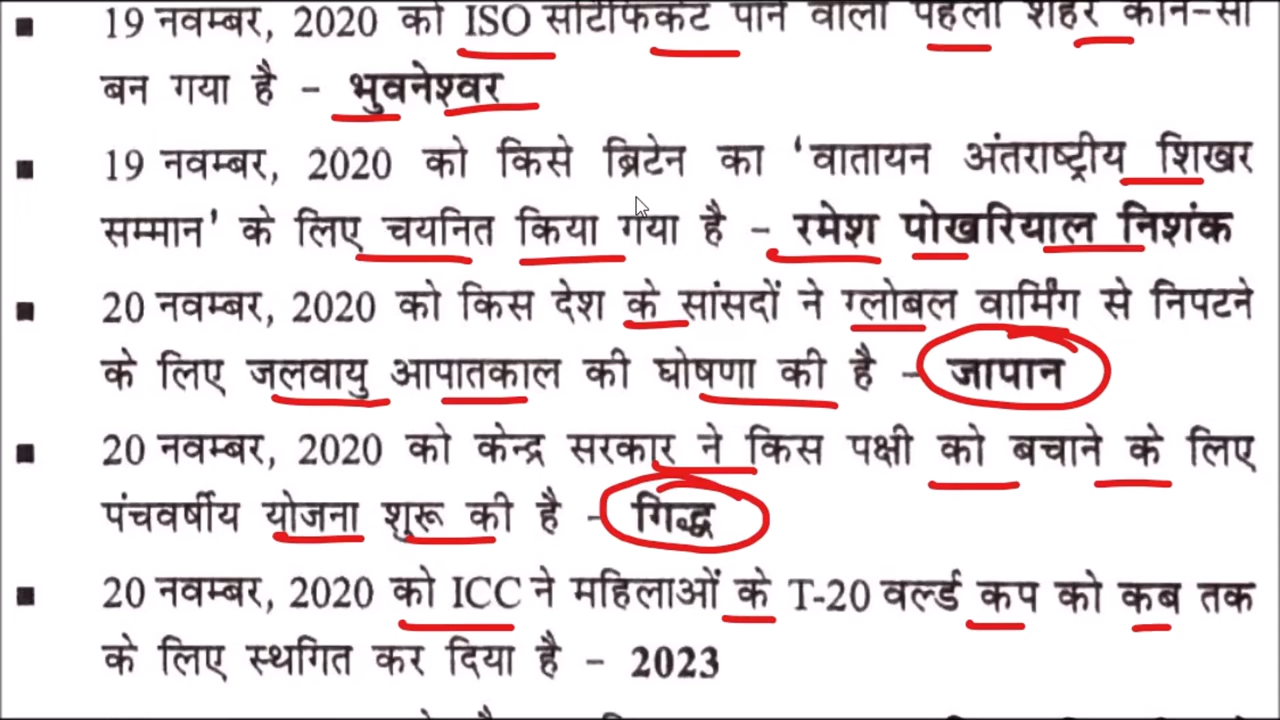 19 नवम्बर, 2020 को ISO सर्टिफिकेट पाने वाला पहला शहर कौन-सा
बन गया है - भुवनेश्वर
19 नवम्बर, 2020 को किसे ब्रिटेन का 'वातायन अंतराष्ट्रीय शिखर
सम्मान' के लिए चयनित किया गया है - रमेश पोखरियाल निशंक
20 नवम्बर, 2020 को किस देश के सांसदों ने ग्लोबल वार्मिंग से निपटने
के लिए जलवायु आपातकाल की घोषणा की है - जापान
20 नवम्बर, 2020 को केन्द्र सरकार ने किस पक्षी को बचाने के लिए
पंचवर्षीय योजना शुरू की है - गिद्ध
20 नवम्बर, 2020 को ICC ने महिलाओं के T-20 वर्ल्ड कप को कब तक
के लिए स्थगित कर दिया है - 2023